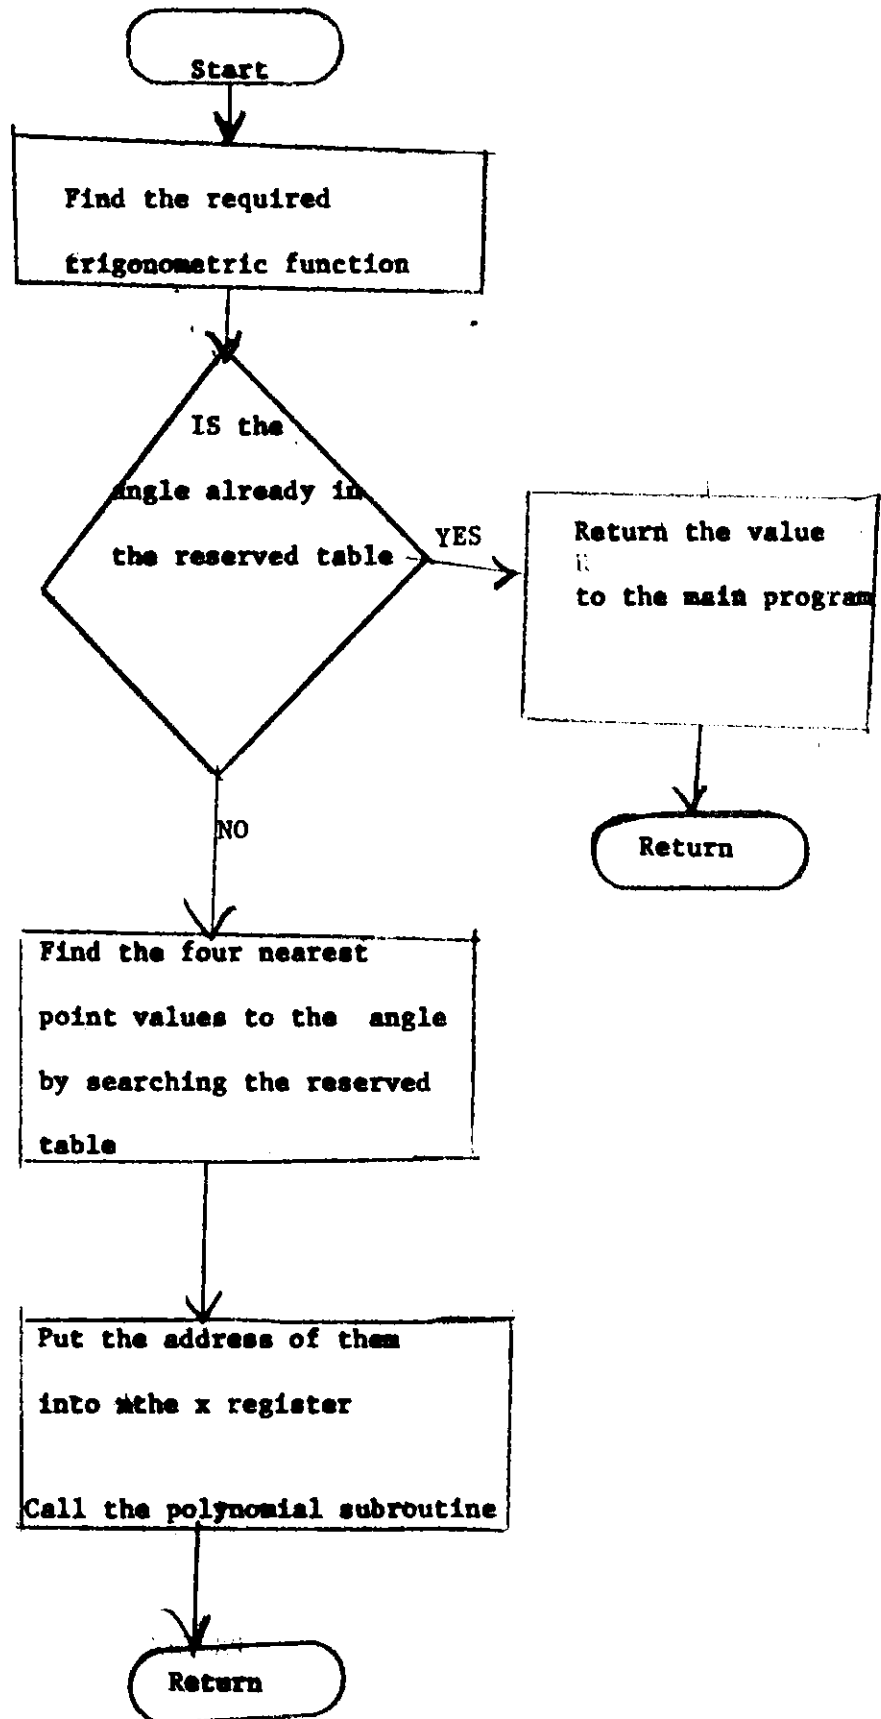 Start
Find the required
trigonometric function
IS the
angle already in
the reserved table
YES
Return the value
to the main program
Return
NO
Find the four nearest
point values to the angle
by searching the reserved
table
Put the address of them
into the x register
Call the polynomial subroutine
Return